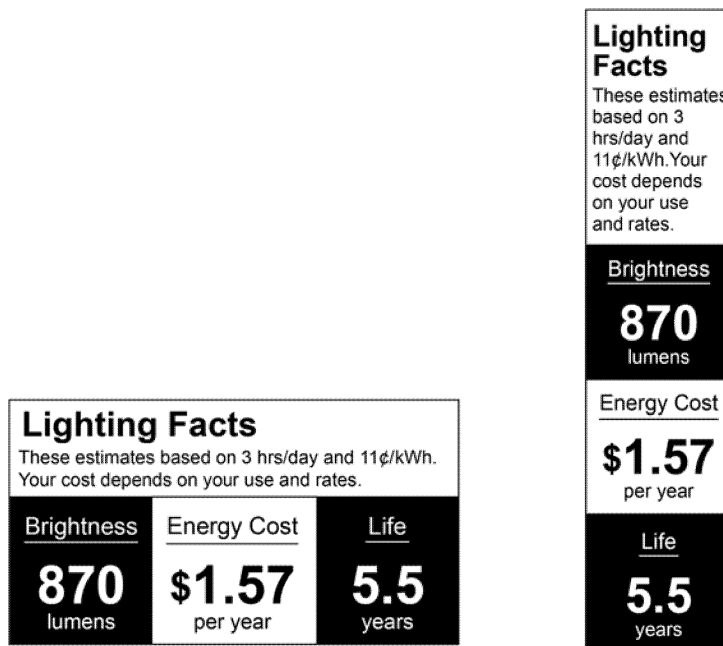 Lighting Facts
These estimates based on 3 hrs/day and 11¢/kWh.
Your cost depends on your use and rates.
Brightness
870
lumens
Energy Cost
$1.57
per year
Life
5.5
years
Lighting
Facts
These estimates
based on 3
hrs/day and
11¢/kWh.Your
cost depends
on your use
and rates.
Brightness
870
lumens
Energy Cost
$1.57
per year
Life
5.5
years